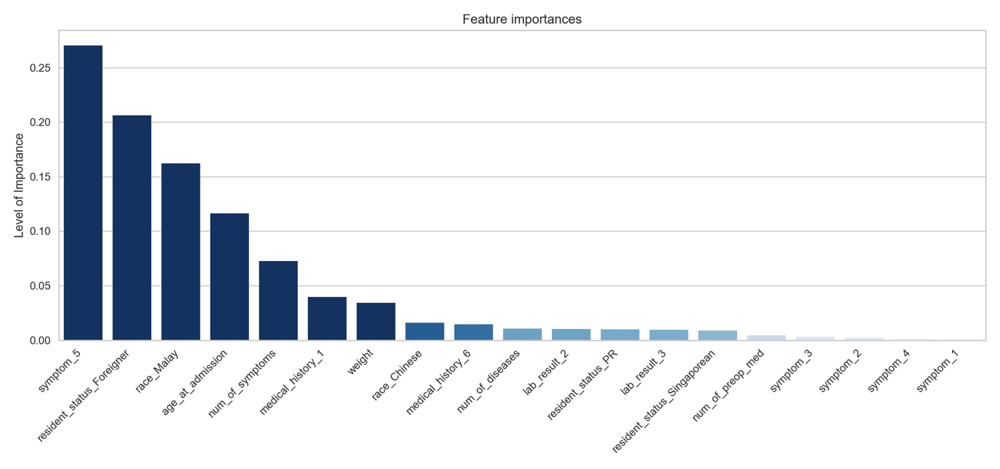 Feature importances
Level of Importance
0.25
0.20
0.15
0.10
0.05
0.00
symptom_5
resident_status_Foreigner
race_Malay
age_at_admission
num_of_symptoms
medical_history_1
weight
race_Chinese
medical_history_6
num_of_diseases
lab_result_2
resident_status_PR
lab_result_3
resident_status_Singaporean
num_of_preop_med
symptom_3
symptom_2
symptom_4
symptom_1